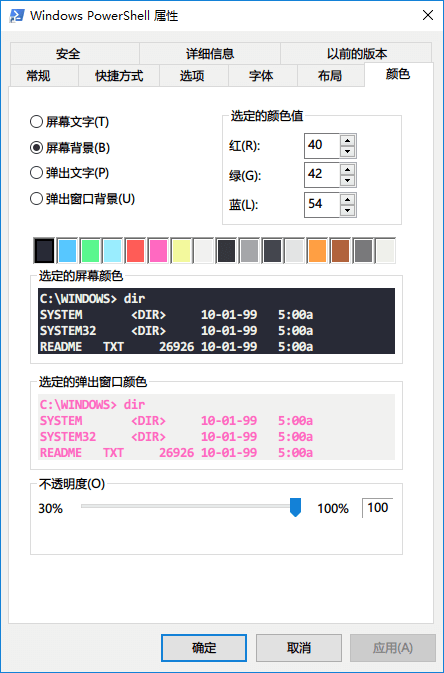 Windows PowerShell 属性
安全 详细信息 以前的版本
常规 快捷方式 选项 字体 布局 颜色
屏幕文字(T)
屏幕背景(B)
弹出文字(P)
弹出窗口背景(U)
选定的颜色值
红(R): 40
绿(G): 42
蓝(L): 54
选定的屏幕颜色
C:\WINDOWS> dir
SYSTEM <DIR> 10-01-99 5:00a
SYSTEM32 <DIR> 10-01-99 5:00a
README TXT 26926 10-01-99 5:00a
选定的弹出窗口颜色
C:\WINDOWS> dir
SYSTEM <DIR> 10-01-99 5:00a
SYSTEM32 <DIR> 10-01-99 5:00a
README TXT 26926 10-01-99 5:00a
不透明度(O)
30% 100% 100
确定 取消 应用(A)